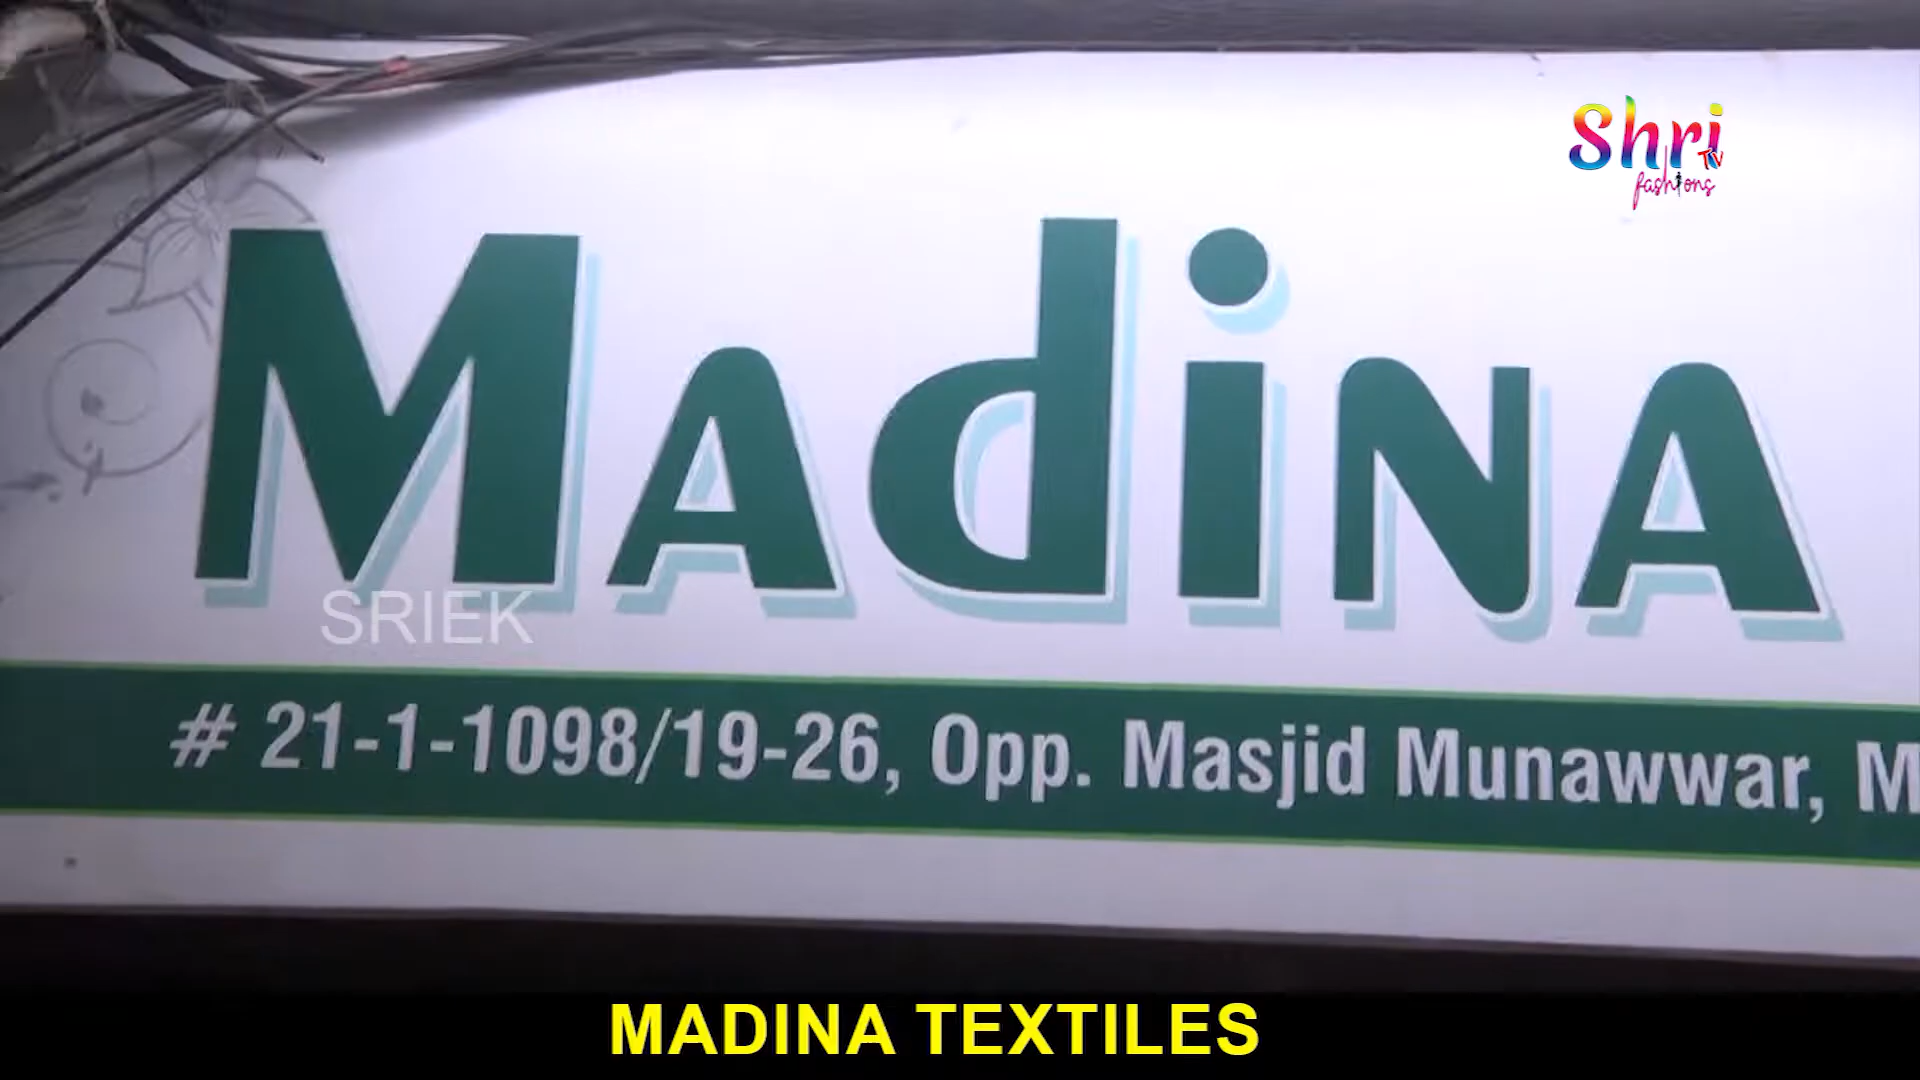 Shri
TV
fashions
MADINA
SRIEK
# 21-1-1098/19-26, Opp. Masjid Munawwar, M
MADINA TEXTILES